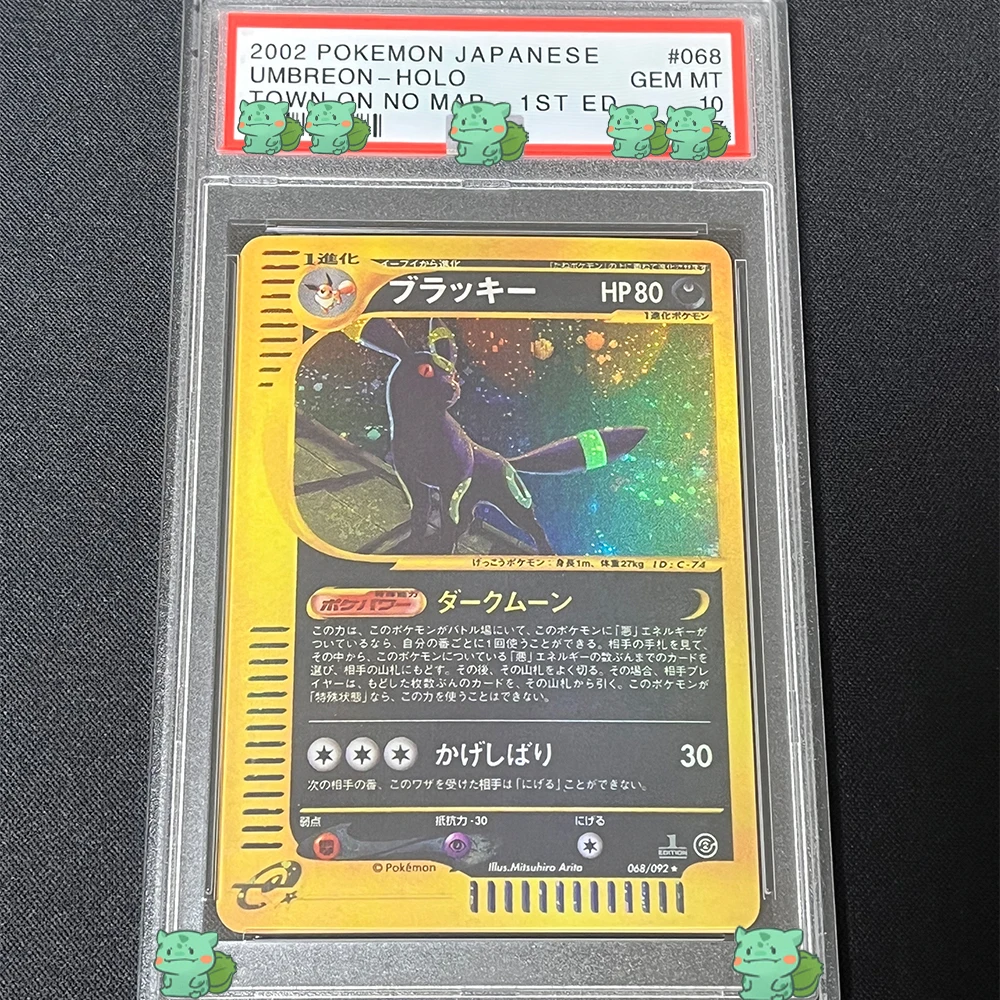 2002 POKEMON JAPANESE #068
UMBREON-HOLO GEM MT
TOWN ON NO MAP - 1ST ED. 10
1進化
イーブイから進化
ブラッキー HP80
1進化ポケモン
げっこうポケモン：身長1m、体重27kg ID：C-74
ポケパワー ダークムーン
この力は、このポケモンがバトル場にいて、このポケモンに「悪」エネルギーが
ついているなら、自分の番ごとに1回使うことができる。相手の手札を見て、
その中から、このポケモンについている「悪」エネルギーの数ぶんまでのカードを
選び、相手の山札にもどす。その後、その山札をよく切る。その場合、相手プレ
イヤーは、もどした枚数ぶんのカードを、その山札から引く。このポケモンが
「特殊状態」なら、この力を使うことはできない。
かげしばり 30
次の相手の番、このワザを受けた相手は「にげる」ことができない。
弱点 抵抗力-30 にげる
1 EDITION
©Pokémon Illus.Mitsuhiro Arita 068/092★